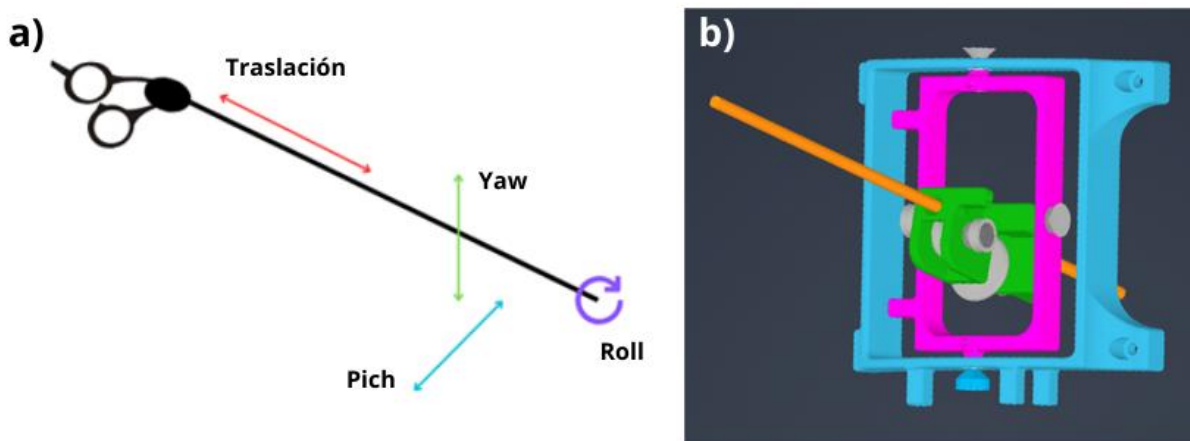 a)
Traslación
Yaw
Roll
Pich
b)